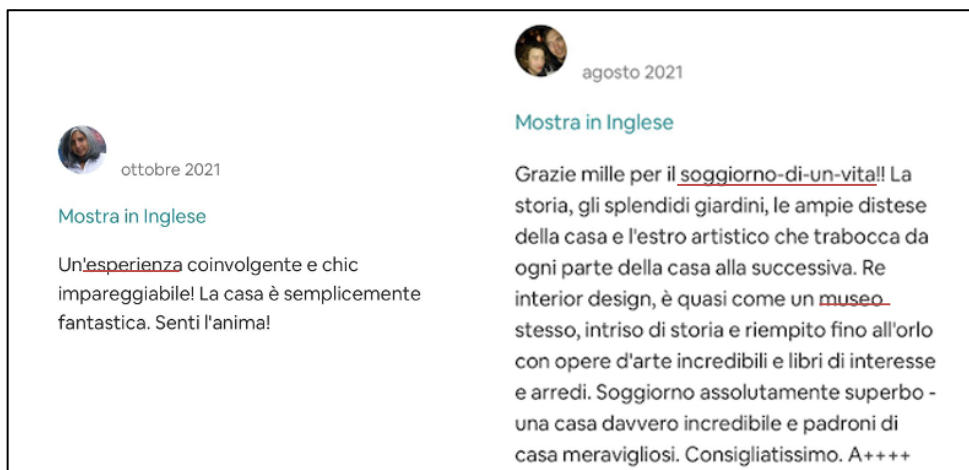 ottobre 2021
Mostra in Inglese
Un'esperienza coinvolgente e chic
impareggiabile! La casa è semplicemente
fantastica. Senti l'anima!
agosto 2021
Mostra in Inglese
Grazie mille per il soggiorno-di-un-vita!! La
storia, gli splendidi giardini, le ampie distese
della casa e l'estro artistico che trabocca da
ogni parte della casa alla successiva. Re
interior design, è quasi come un museo
stesso, intriso di storia e riempito fino all'orlo
con opere d'arte incredibili e libri di interesse
e arredi. Soggiorno assolutamente superbo -
una casa davvero incredibile e padroni di
casa meravigliosi. Consigliatissimo. A++++